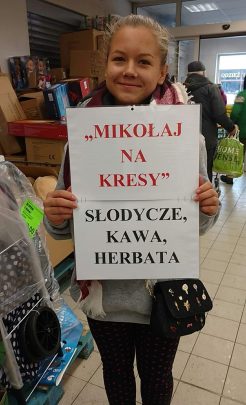 „MIKOŁAJ
NA
KRESY”
SŁODYCZE,
KAWA,
HERBATA